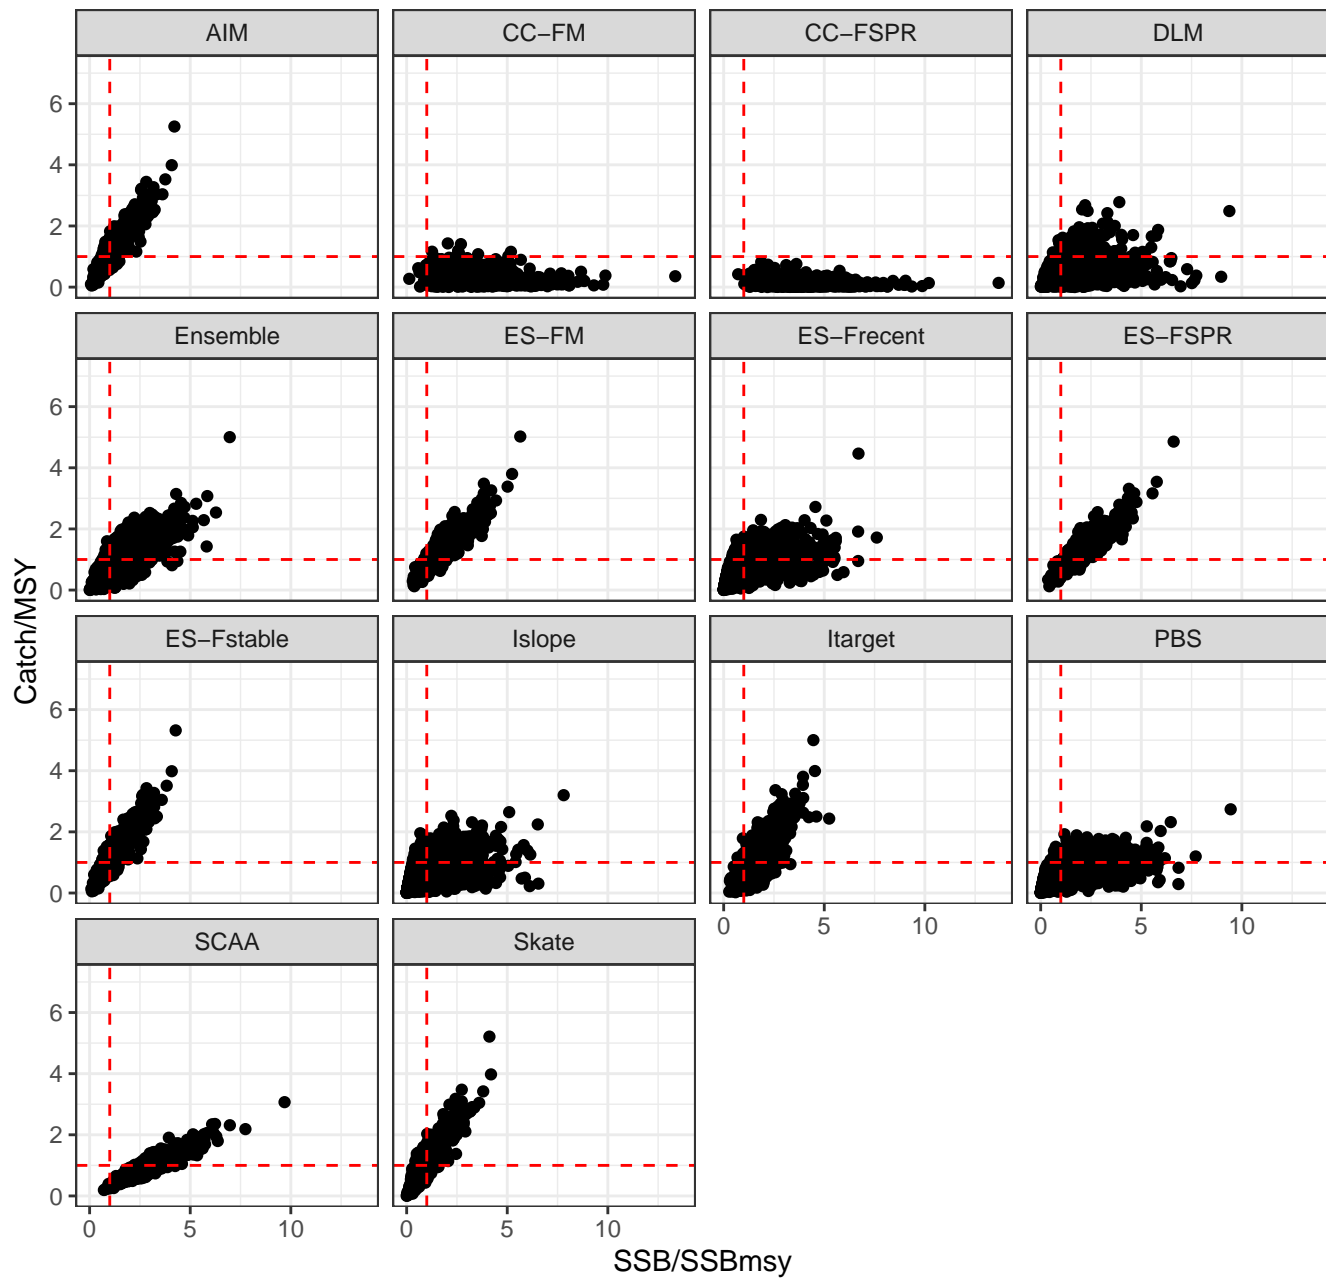 AIM CC−FM CC−FSPR DLM
6
4
2
0
Ensemble ES−FM ES−Frecent ES−FSPR
6
4
2
0
Catch/MSY
ES−Fstable Islope Itarget PBS
6
4
2
0
0 5 10 0 5 10
SCAA Skate
6
4
2
0
0 5 10 0 5 10
SSB/SSBmsy